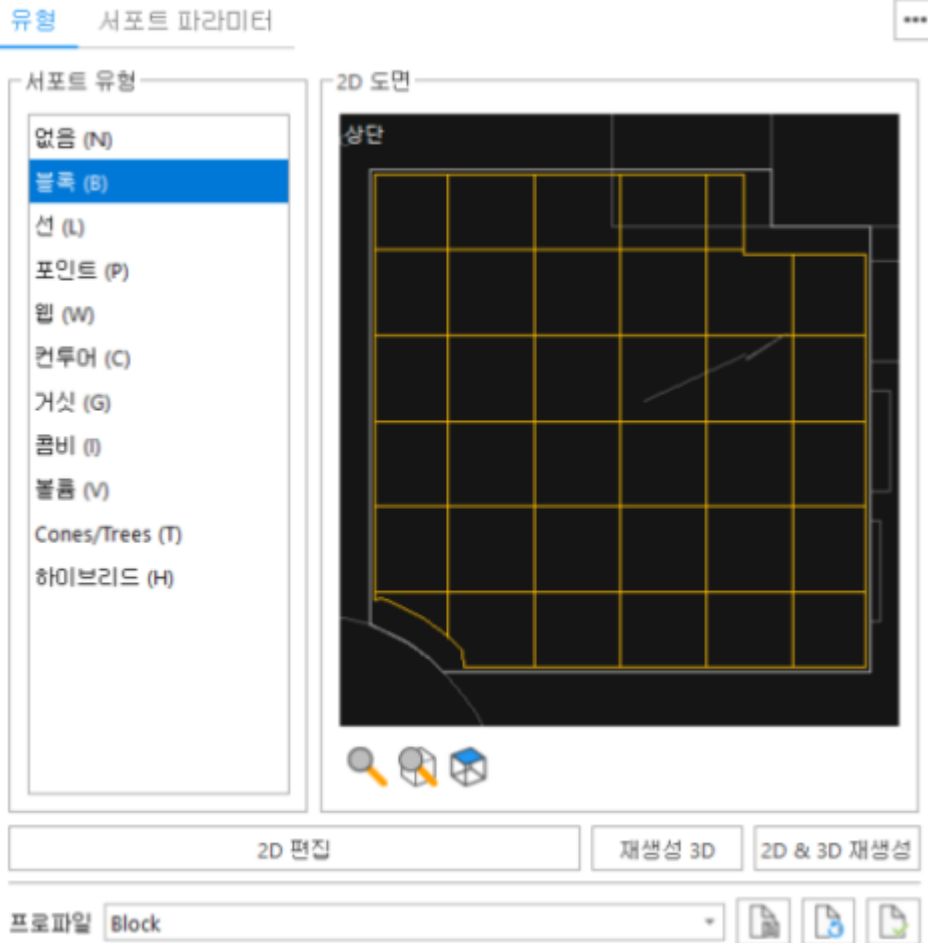 유형 서포트 파라미터
서포트 유형
2D 도면
없음 (N)
블록 (B)
선 (L)
포인트 (P)
웹 (W)
컨투어 (C)
거싯 (G)
콤비 (I)
볼륨 (V)
Cones/Trees (T)
하이브리드 (H)
상단
2D 편집 재생성 3D 2D & 3D 재생성
프로파일 Block